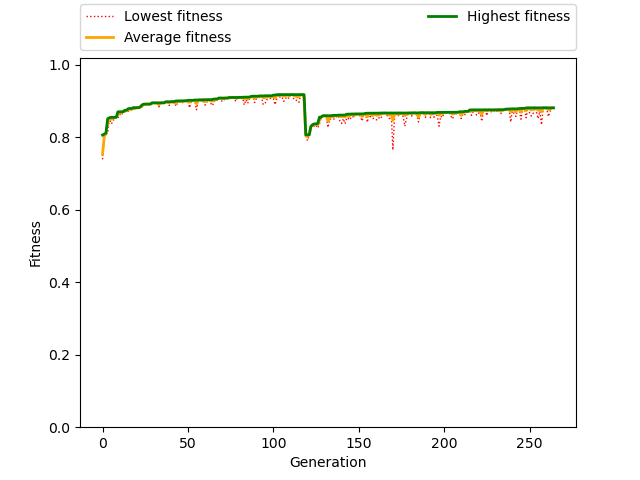 Lowest fitness
Average fitness
Highest fitness
1.0
0.8
0.6
0.4
0.2
0.0
Fitness
0 50 100 150 200 250
Generation